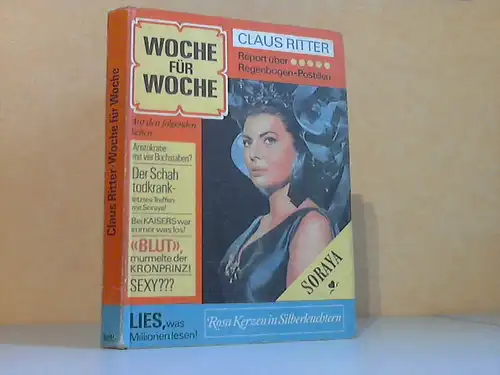 Claus Ritter · Woche für Woche
WOCHE
FÜR
WOCHE
CLAUS RITTER
Report über
Regenbogen-Postillen
Auf den folgenden
Seiten
Aristokratie
mit vier Buchstaben?
Der Schah
todkrank-
letztes Treffen
mit Soraya!
Bei KAISERS war
immer was los!
«BLUT»,
murmelte der
KRONPRINZ!
SEXY???
SORAYA
LIES, was
Millionen lesen!
Rosa Kerzen in Silberleuchtern